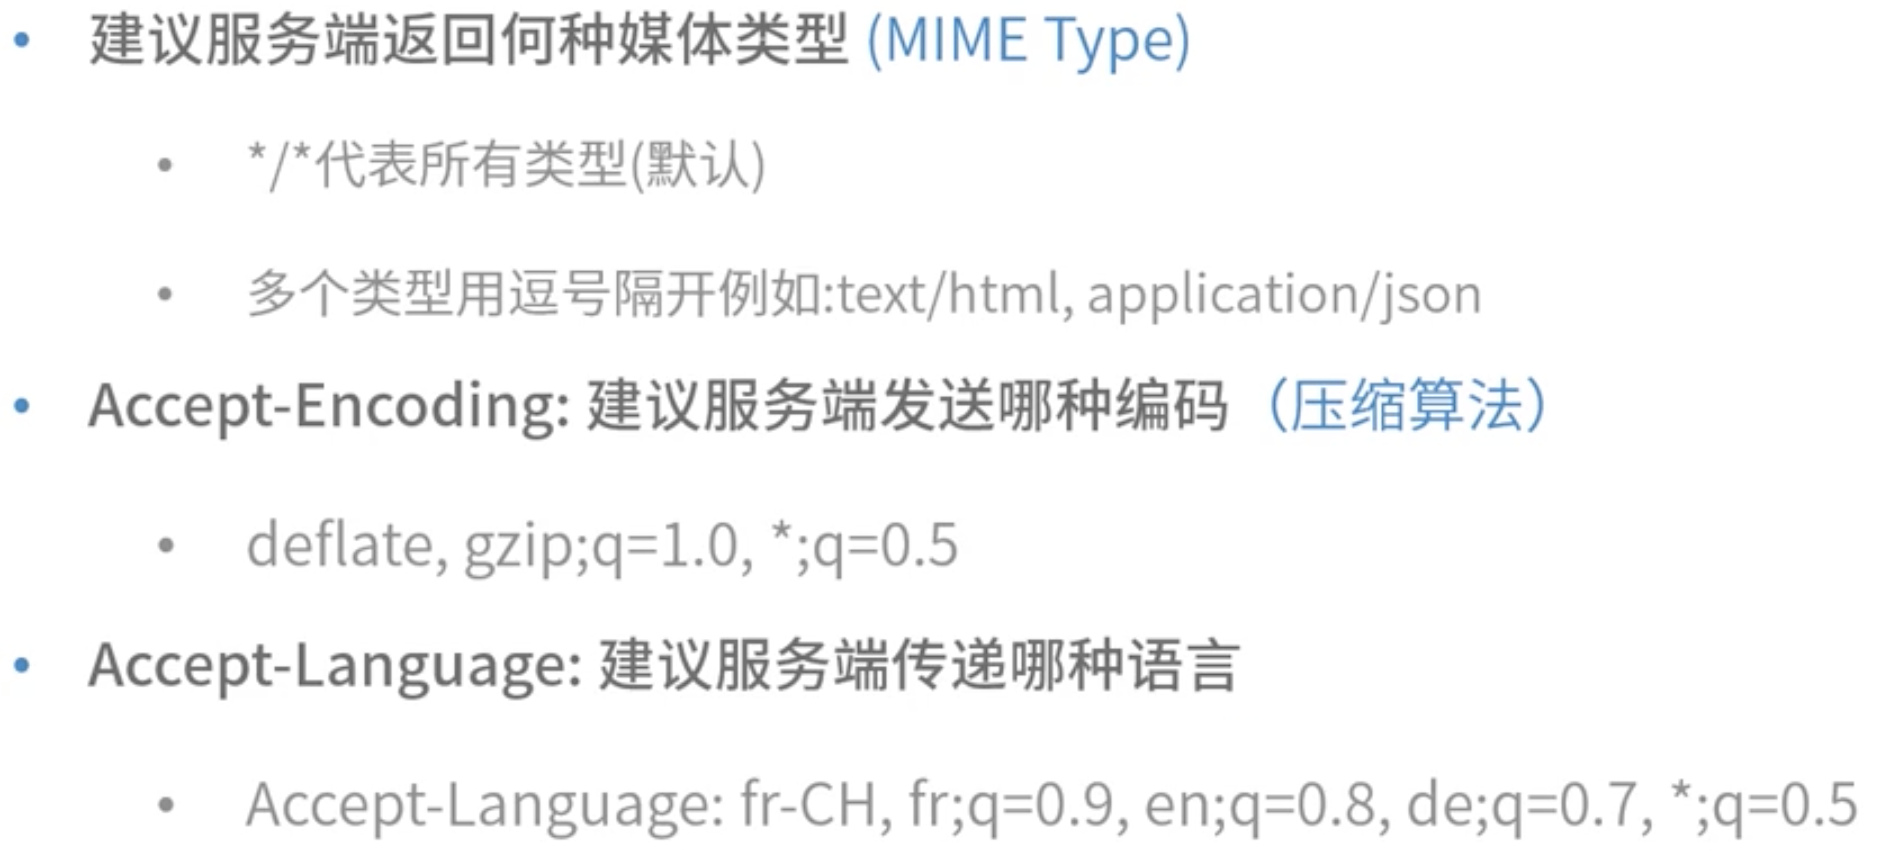 • 建议服务端返回何种媒体类型 (MIME Type)
• */*代表所有类型(默认)
• 多个类型用逗号隔开例如:text/html, application/json
• Accept-Encoding: 建议服务端发送哪种编码（压缩算法）
• deflate, gzip;q=1.0, *;q=0.5
• Accept-Language: 建议服务端传递哪种语言
• Accept-Language: fr-CH, fr;q=0.9, en;q=0.8, de;q=0.7, *;q=0.5